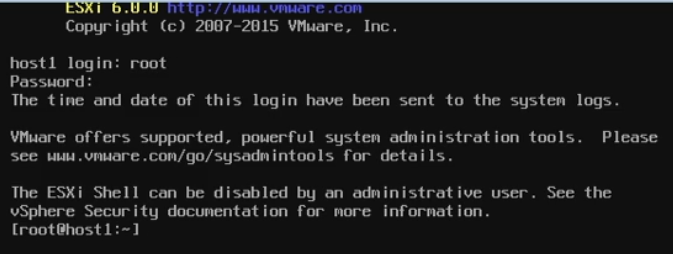 ESXi 6.0.0 http://www.vmware.com
Copyright (c) 2007-2015 VMware, Inc.
host1 login: root
Password:
The time and date of this login have been sent to the system logs.
VMware offers supported, powerful system administration tools.  Please
see www.vmware.com/go/sysadmintools for details.
The ESXi Shell can be disabled by an administrative user. See the
vSphere Security documentation for more information.
[root@host1:~]